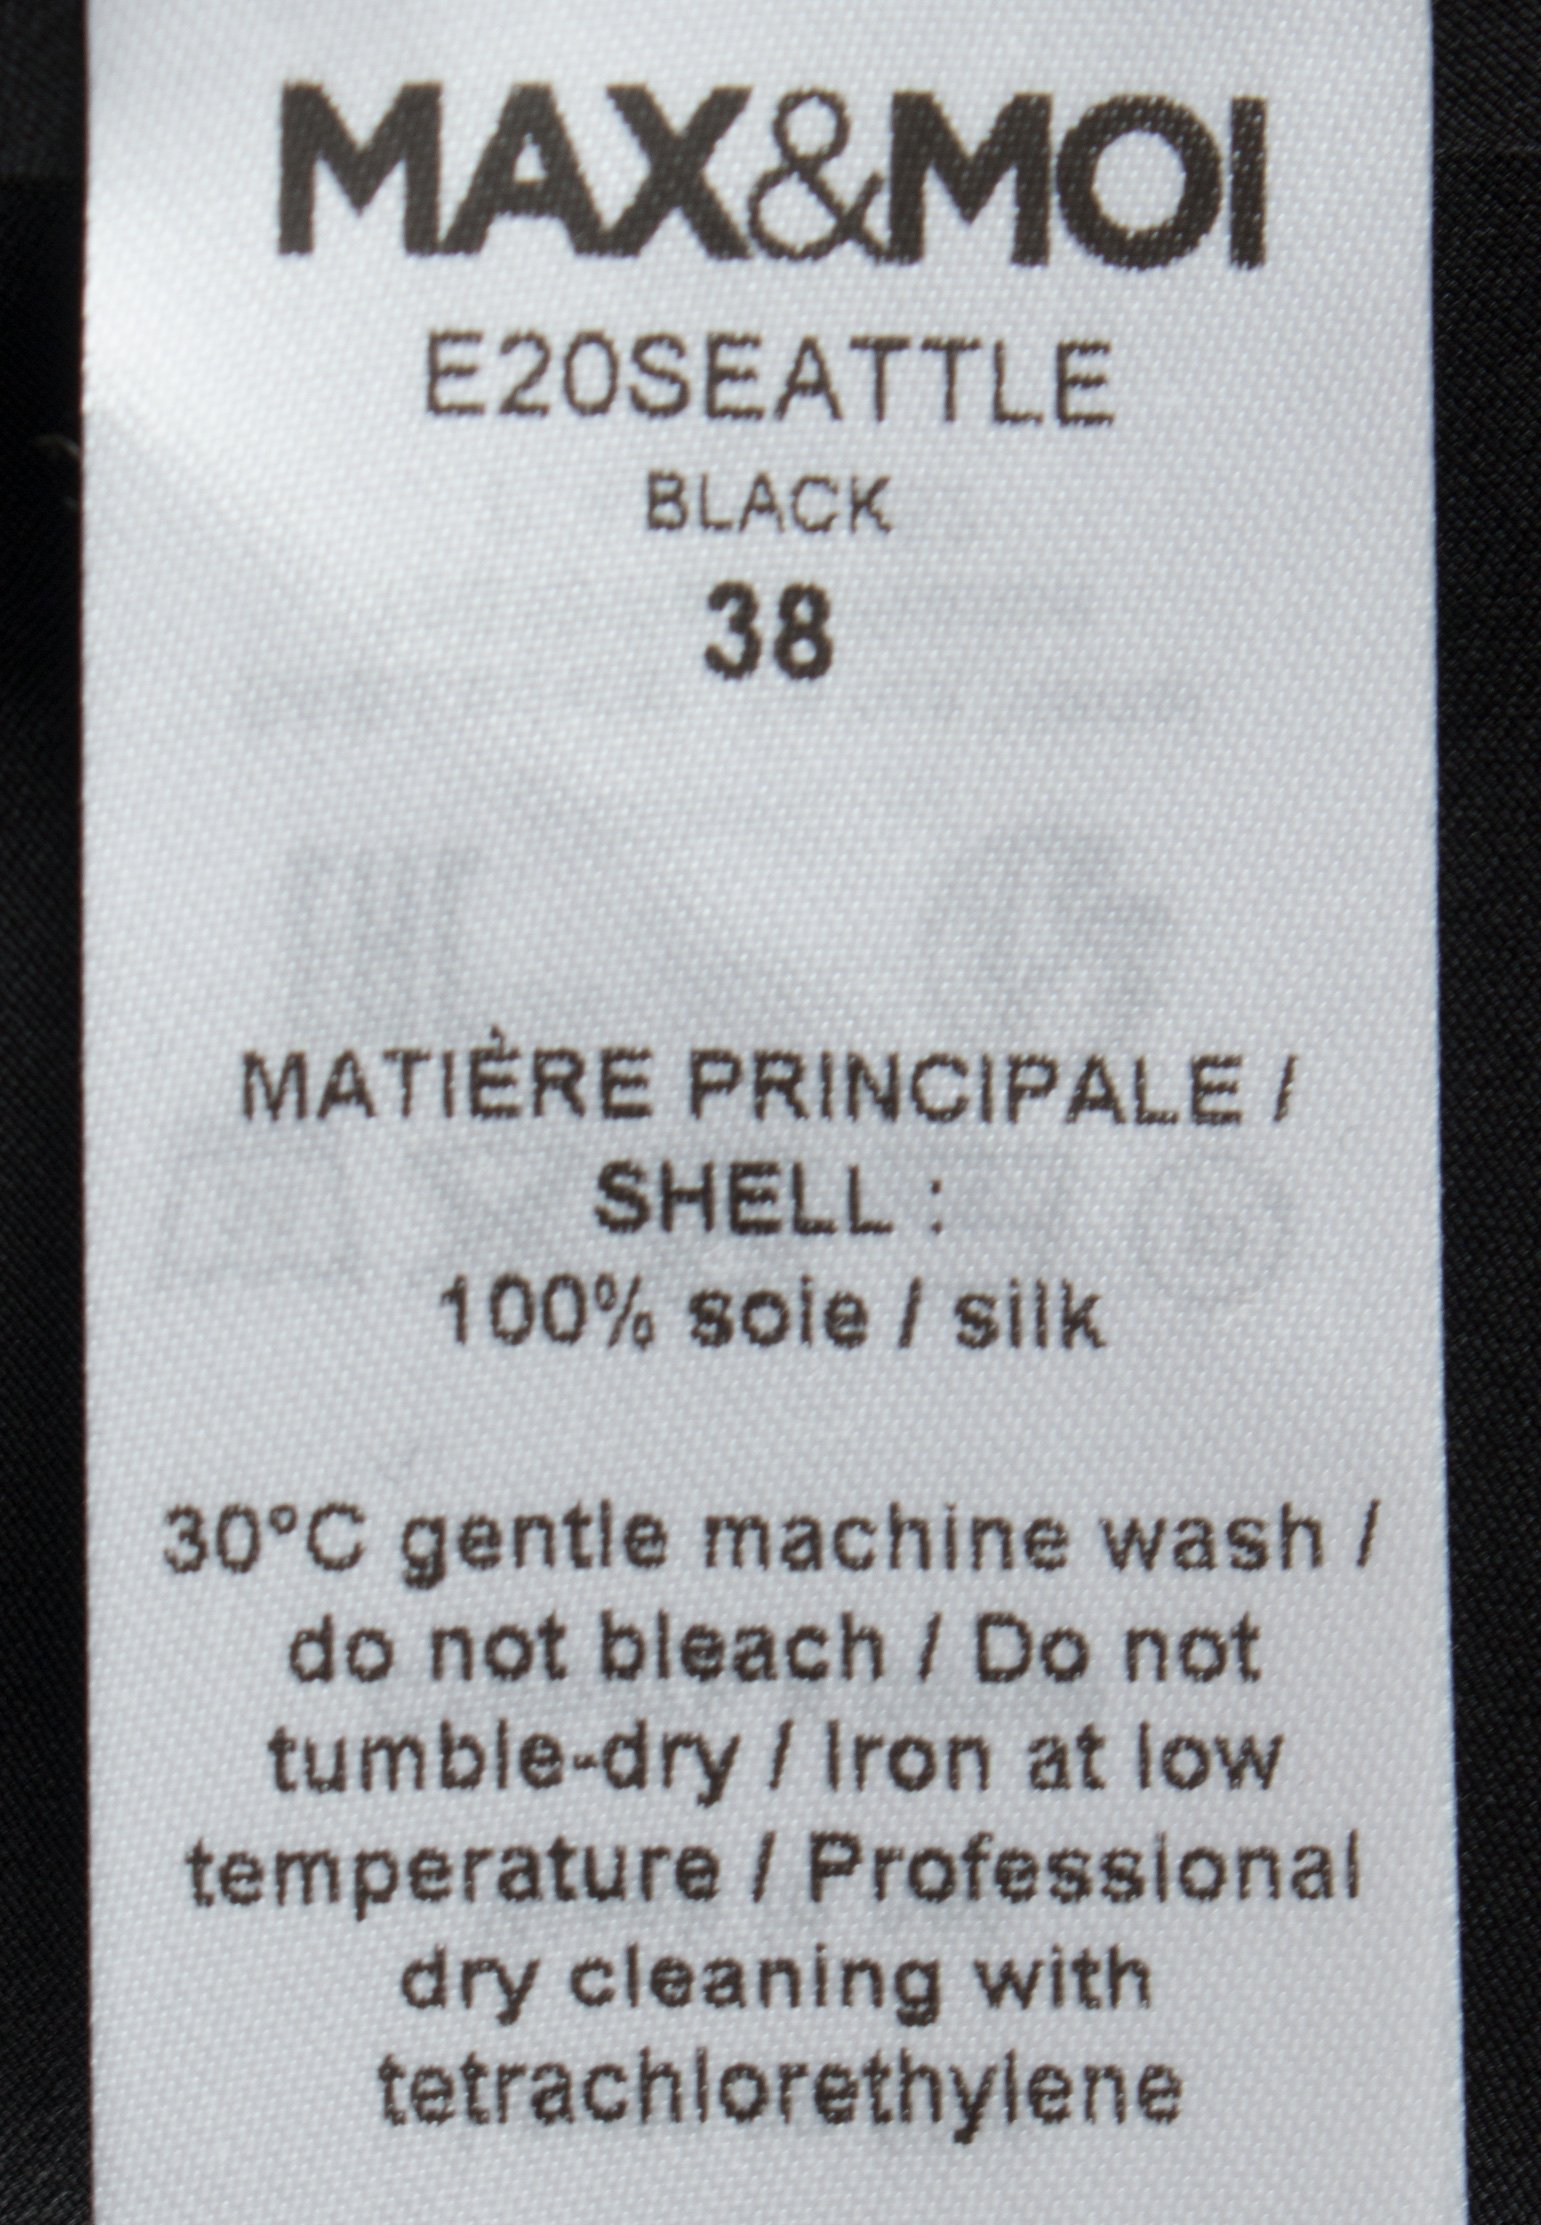 MAX&MOI
E20SEATTLE
BLACK
38
MATIÈRE PRINCIPALE /
SHELL :
100% soie / silk
30°C gentle machine wash /
do not bleach / Do not
tumble-dry / Iron at low
temperature / Professional
dry cleaning with
tetrachlorethylene